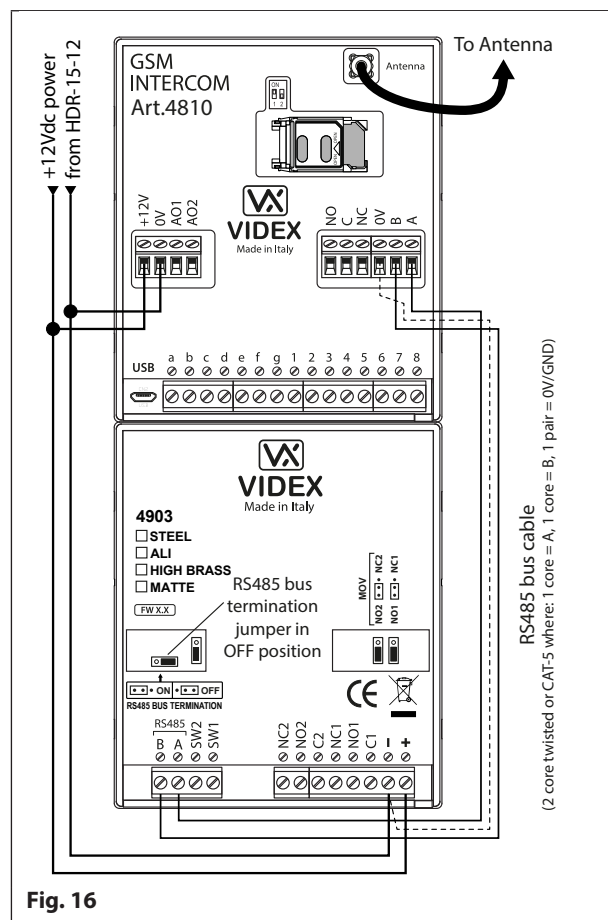 GSM
INTERCOM
Art.4810
ON
1 2
Antenna
To Antenna
+12Vdc power
from HDR-15-12
VX
VIDEX
Made in Italy
+12V
0V
AO1
AO2
NO
C
NC
0V
B
A
USB
a b c d e f g 1 2 3 4 5 6 7 8
VX
VIDEX
Made in Italy
4903
STEEL
ALI
HIGH BRASS
MATTE
FW X.X
RS485 bus
termination
jumper in
OFF position
MOV
NO2 NC2
NO1 NC1
ON OFF
RS485 BUS TERMINATION
CE
RS485
B
A
SW2
SW1
NC2
NO2
C2
NC1
NO1
C1
–
+
RS485 bus cable
(2 core twisted or CAT-5 where: 1 core = A, 1 core = B, 1 pair = 0V/GND)
Fig. 16